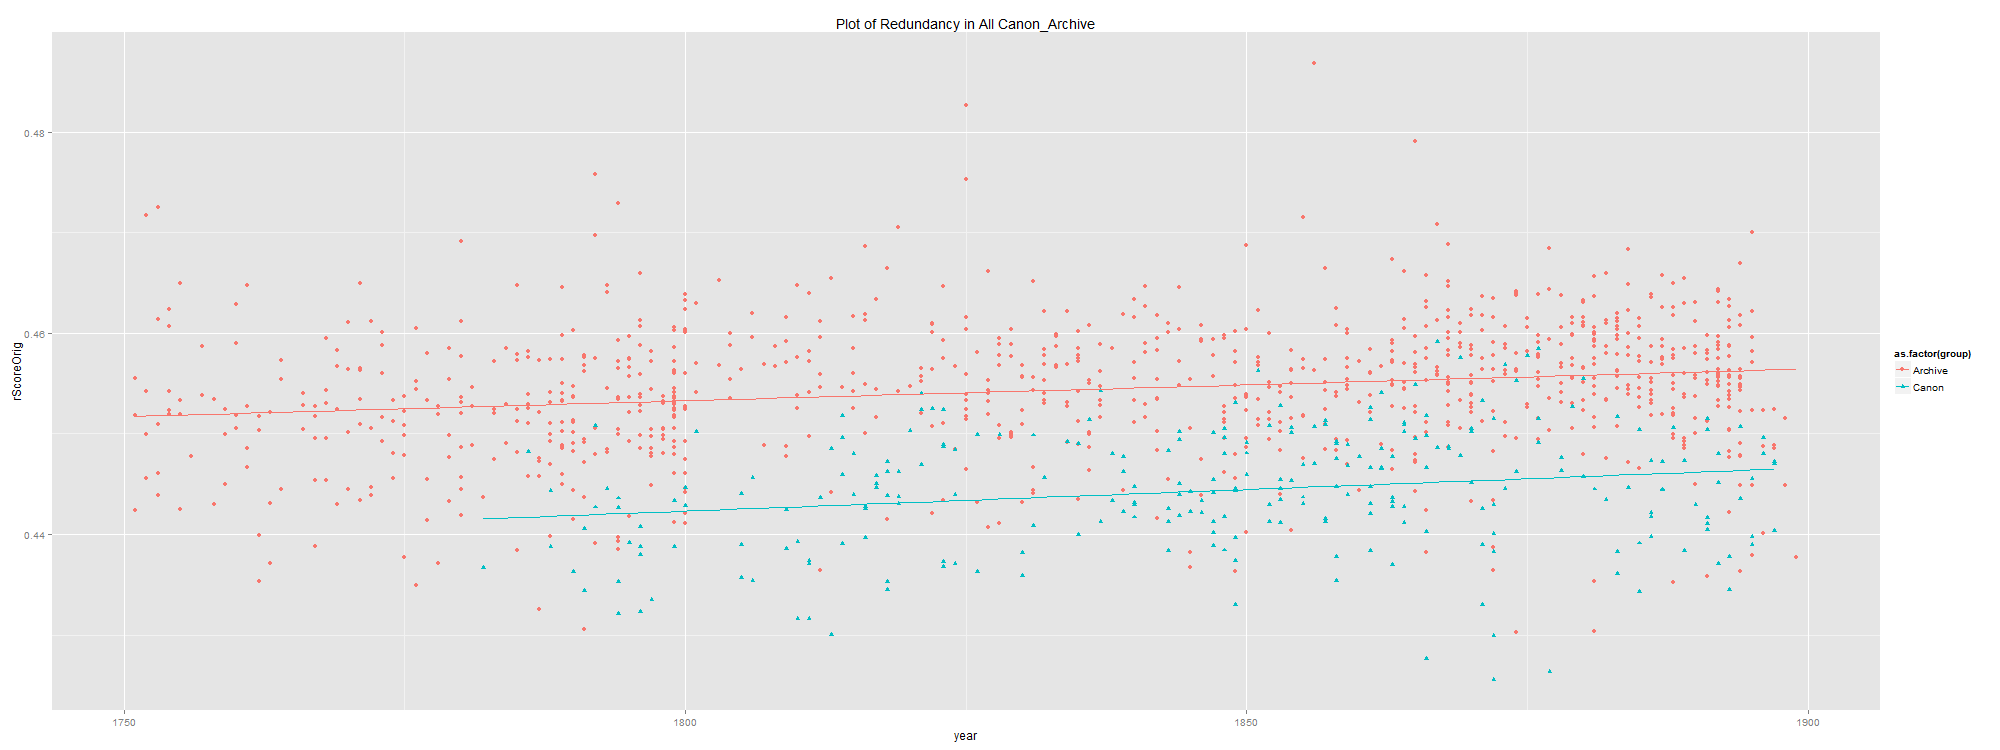 Plot of Redundancy in All Canon_Archive
0.48
0.46
0.44
rScoreOrig
1750
1800
1850
1900
year
as.factor(group)
Archive
Canon